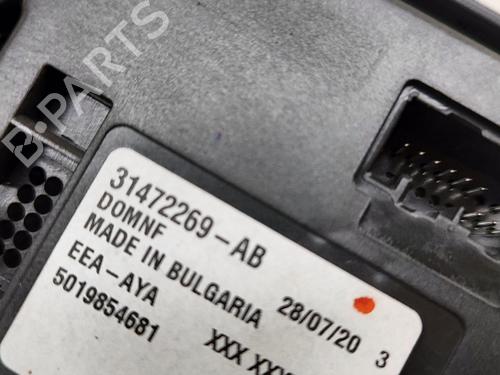 B-PARTS
31472269-AB
DOMNF
MADE IN BULGARIA 28/07/20 3
EEA-AYA
5019854681 XXX